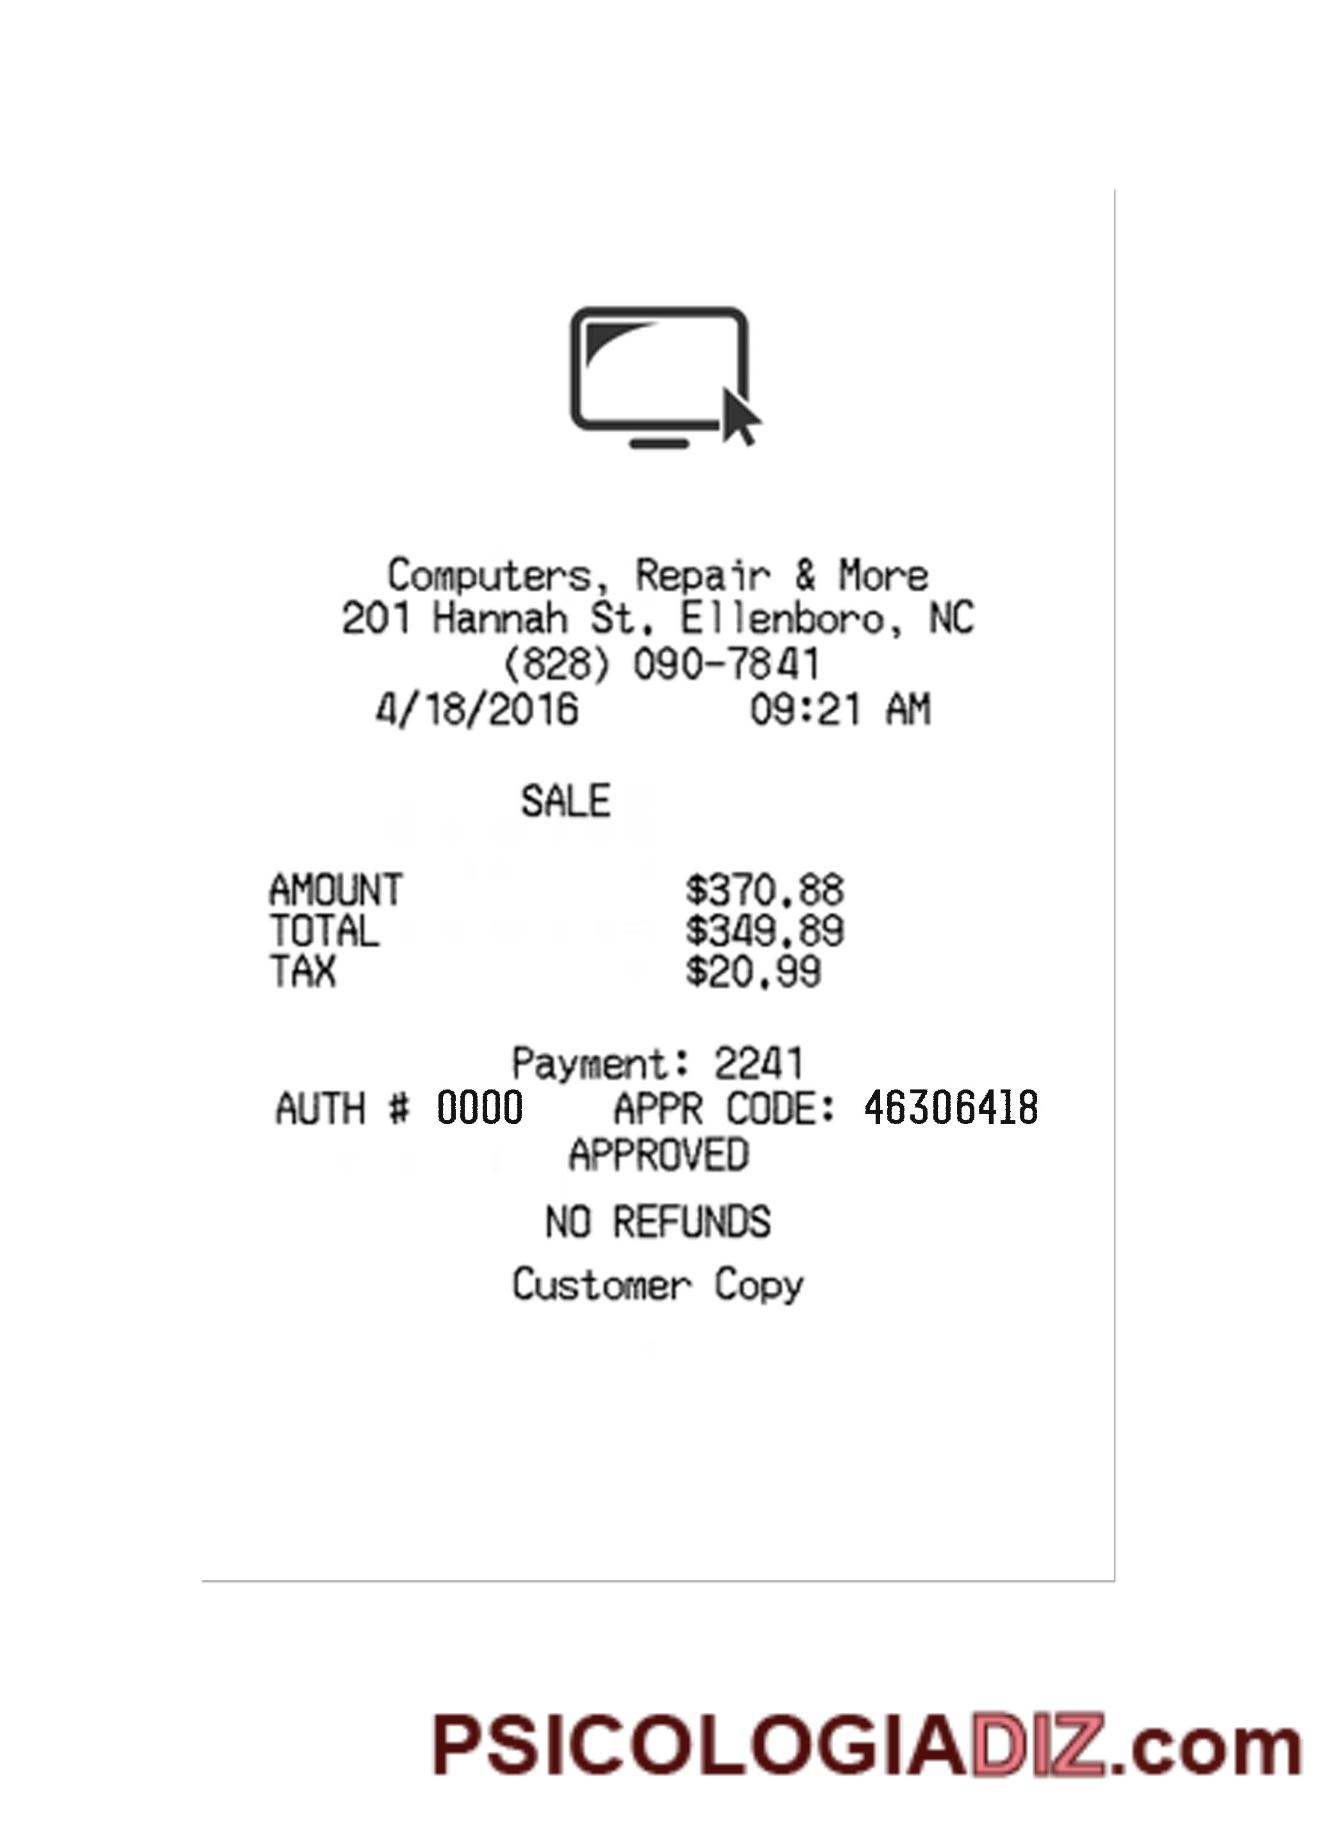 Computers, Repair & More
201 Hannah St. Ellenboro, NC
(828) 090-7841
4/18/2016 09:21 AM
SALE
AMOUNT $370.88
TOTAL $349.89
TAX $20.99
Payment: 2241
AUTH # 0000 APPR CODE: 46306418
APPROVED
NO REFUNDS
Customer Copy
PSICOLOGIADIZ.com